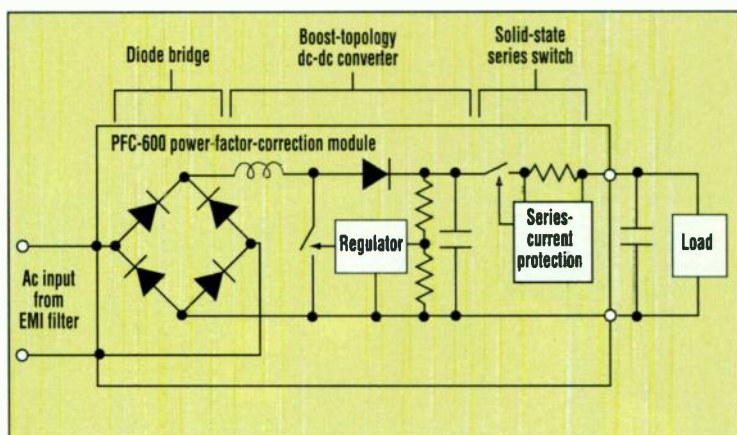 Diode bridge
Boost-topology
dc-dc converter
Solid-state
series switch
PFC-600 power-factor-correction module
Regulator
Series-
current
protection
Load
Ac input
from
EMI filter